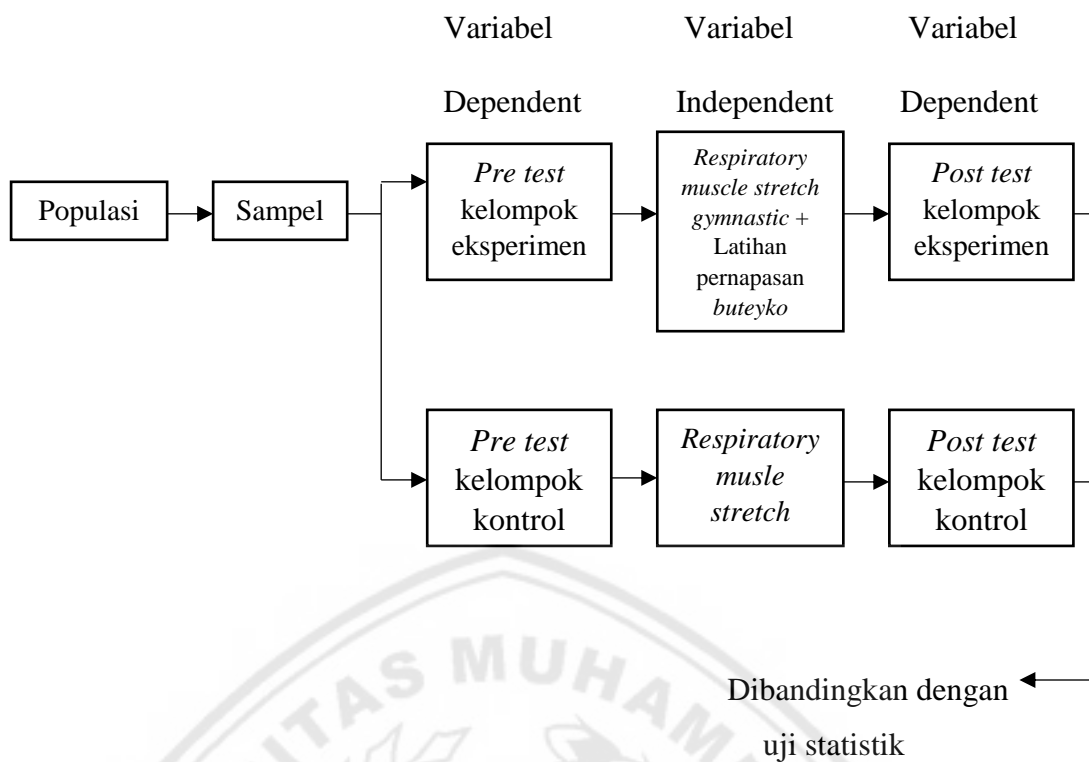 Variabel Variabel Variabel
Dependent Independent Dependent
Populasi
Sampel
Pre test
kelompok
eksperimen
Respiratory
muscle stretch
gymnastic +
Latihan
pernapasan
buteyko
Post test
kelompok
eksperimen
Pre test
kelompok
kontrol
Respiratory
musle
stretch
Post test
kelompok
kontrol
Dibandingkan dengan
uji statistik
ITAS MUHAM